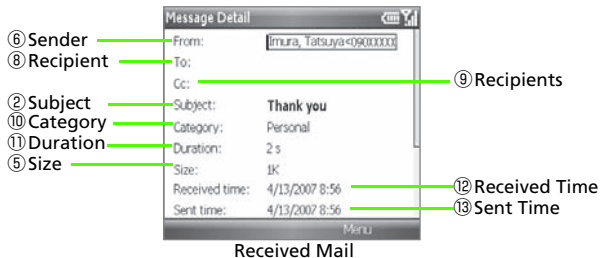 Message Detail
⑥Sender
From: Imura, Tatsuya<0900000
⑧Recipient
To:
Cc:
⑨Recipients
②Subject
Subject: Thank you
⑩Category
Category: Personal
⑪Duration
Duration: 2 s
⑤Size
Size: 1K
Received time: 4/13/2007 8:56
⑫Received Time
Sent time: 4/13/2007 8:56
⑬Sent Time
Menu
Received Mail